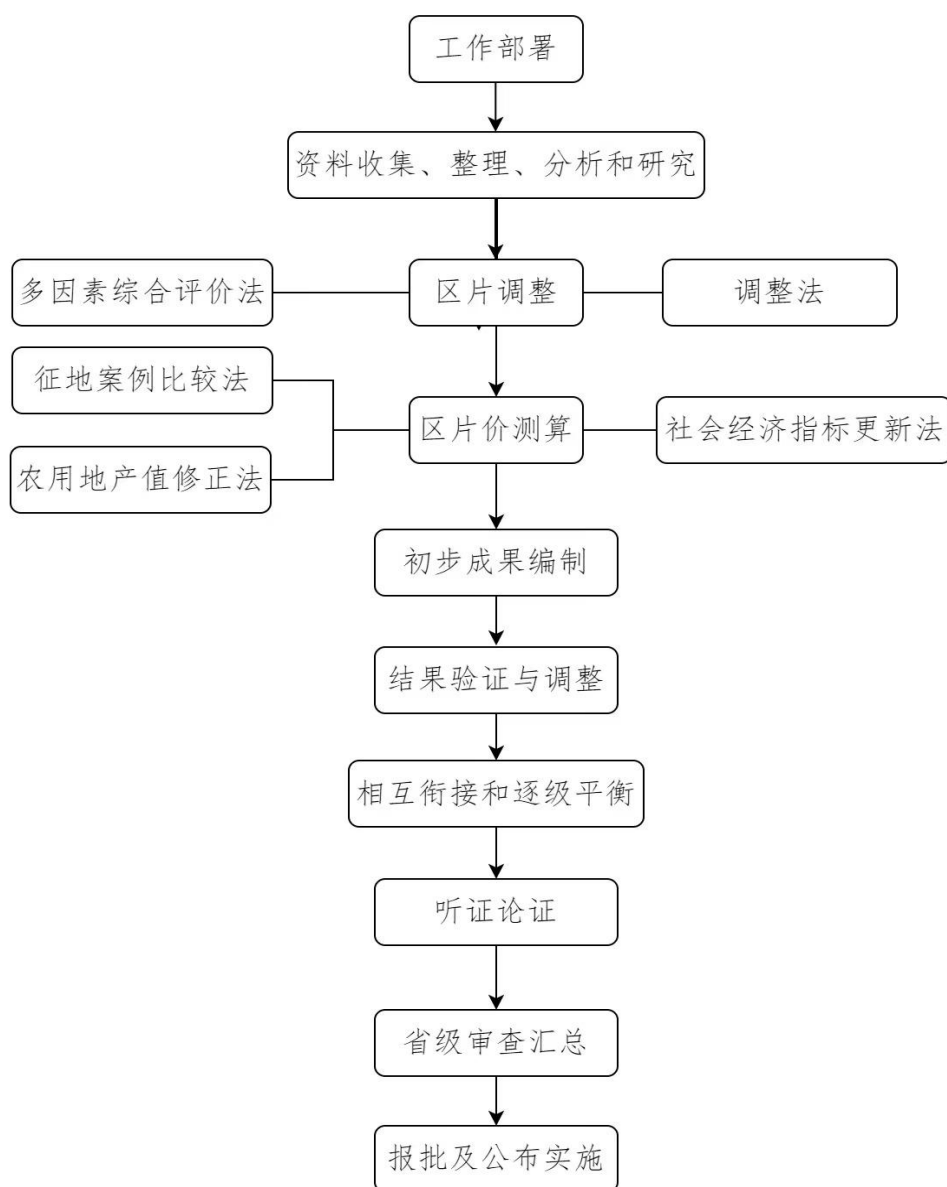 工作部署
资料收集、整理、分析和研究
多因素综合评价法
区片调整
调整法
征地案例比较法
区片价测算
社会经济指标更新法
农用地产值修正法
初步成果编制
结果验证与调整
相互衔接和逐级平衡
听证论证
省级审查汇总
报批及公布实施